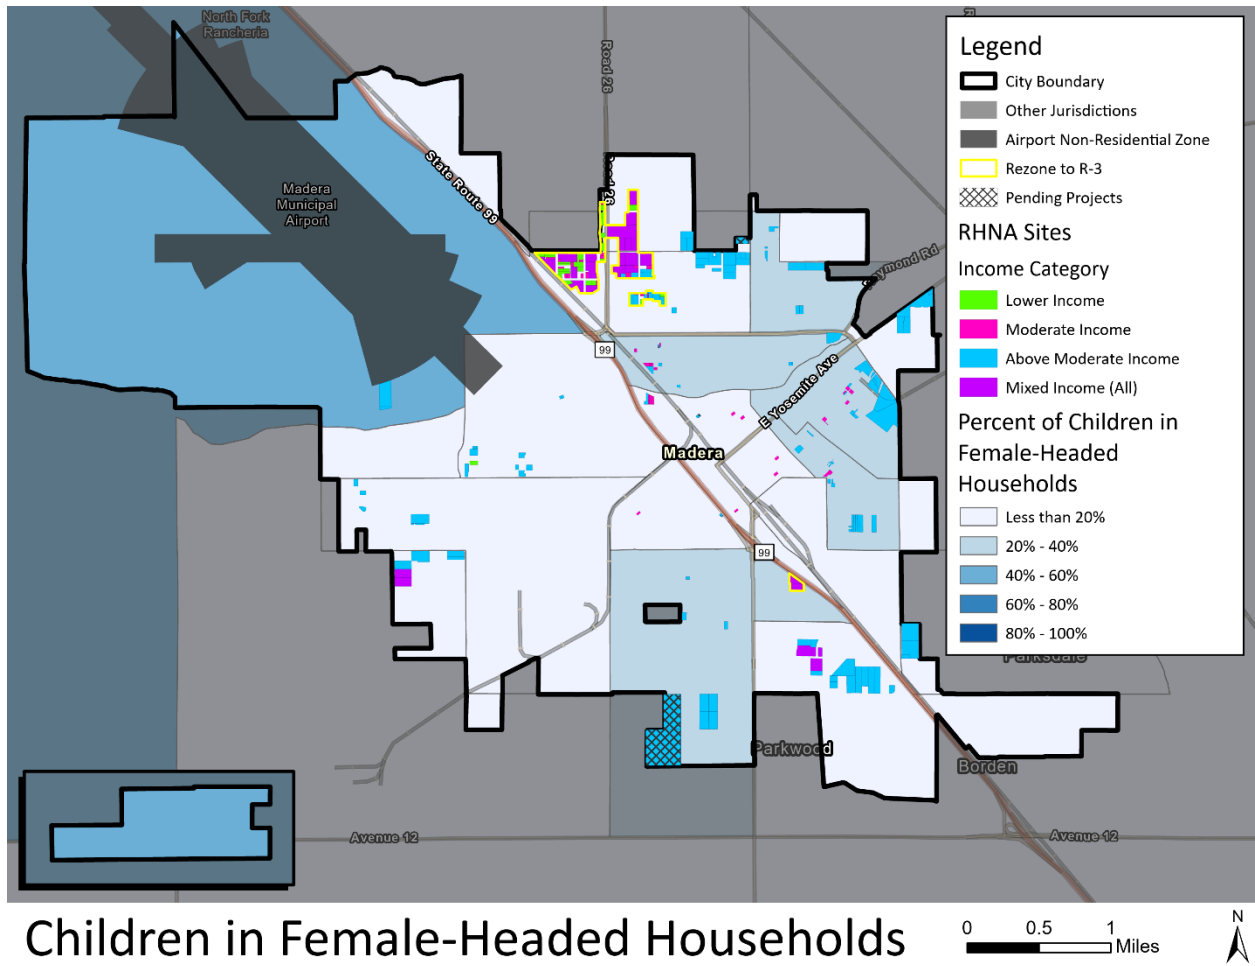 North Fork
Rancheria
Road 26
Legend
City Boundary
Other Jurisdictions
Airport Non-Residential Zone
Rezone to R-3
Pending Projects
RHNA Sites
Income Category
Lower Income
Moderate Income
Above Moderate Income
Mixed Income (All)
Percent of Children in
Female-Headed
Households
Less than 20%
20% - 40%
40% - 60%
60% - 80%
80% - 100%
State Route 99
Road 26
Madera
Municipal
Airport
Raymond Rd
99
E Yosemite Ave
Madera
99
Parksdale
Parkwood
Borden
Avenue 12
Avenue 12
Children in Female-Headed Households
0 0.5 1
Miles
N